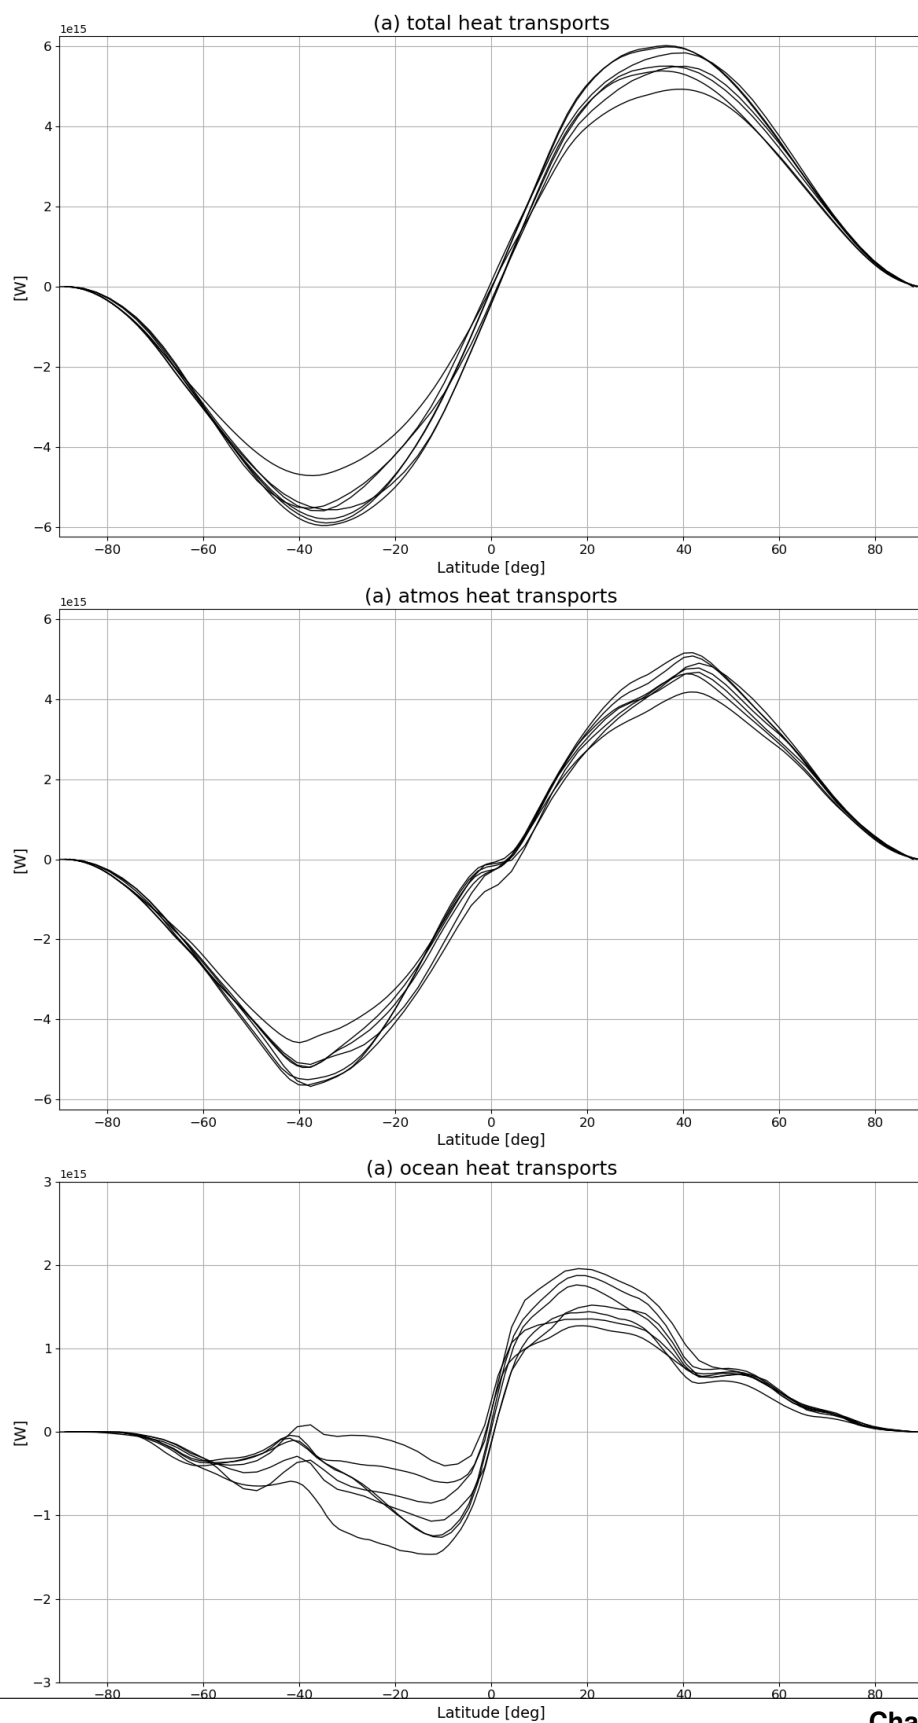 (a) total heat transports
1e15
6
4
2
0
−2
−4
−6
[W]
−80 −60 −40 −20 0 20 40 60 80
Latitude [deg]
(a) atmos heat transports
1e15
6
4
2
0
−2
−4
−6
[W]
−80 −60 −40 −20 0 20 40 60 80
Latitude [deg]
(a) ocean heat transports
1e15
3
2
1
0
−1
−2
−3
[W]
−80 −60 −40 −20 0 20 40 60 80
Latitude [deg]